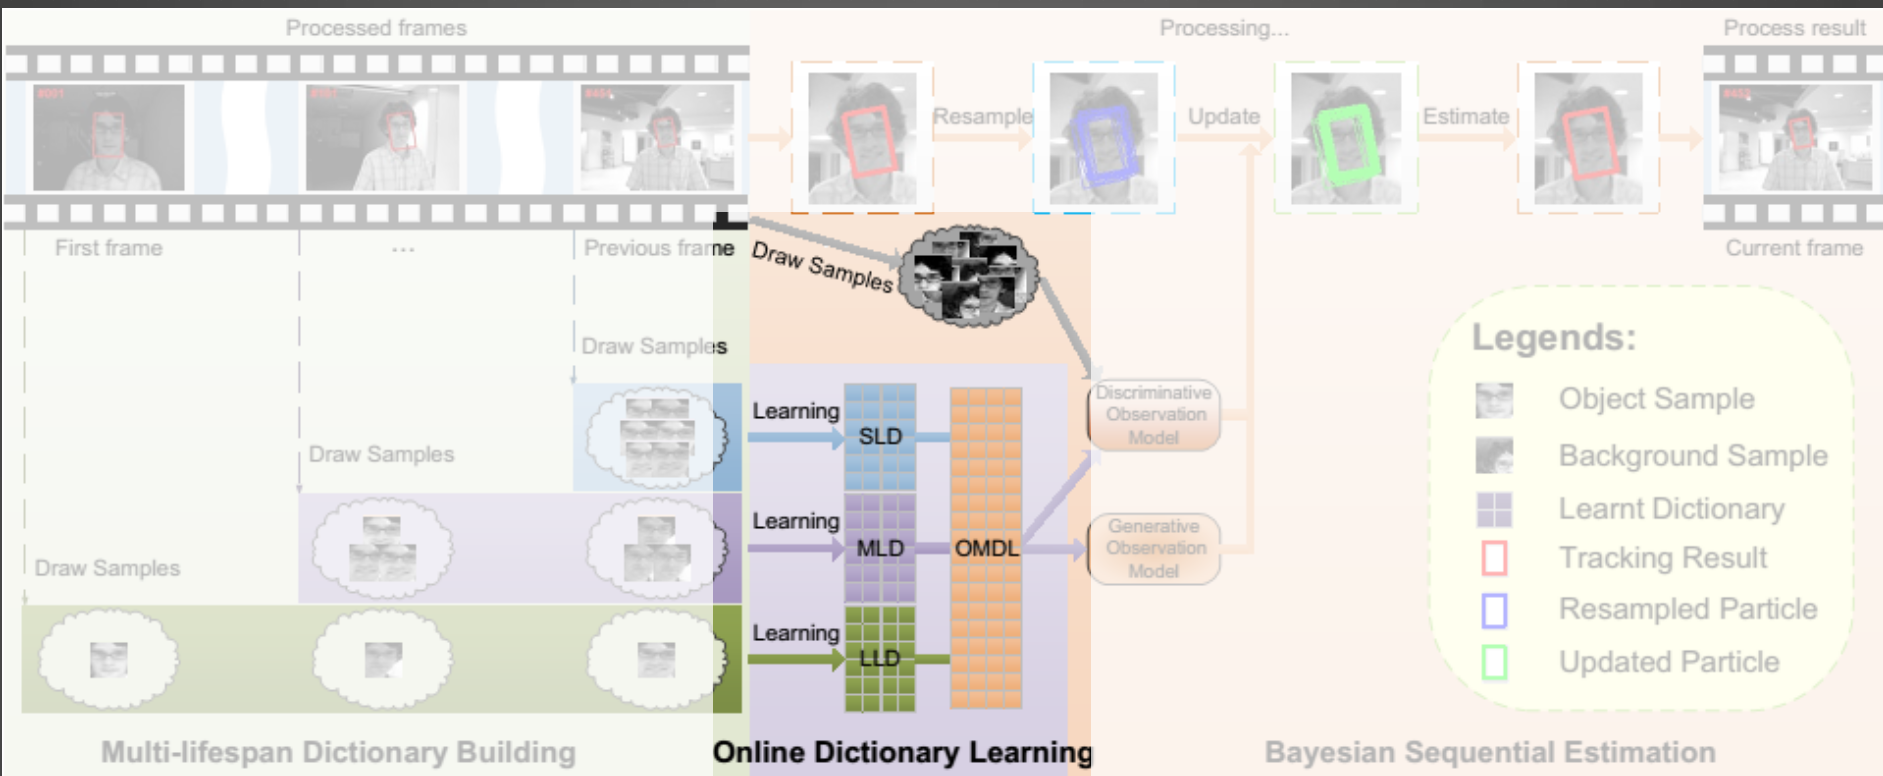 Processed frames
Processing...
Process result
#001
#451
#452
Resample
Update
Estimate
First frame
...
Previous frame
Draw Samples
Current frame
Draw Samples
Legends:
Object Sample
Background Sample
Learnt Dictionary
Tracking Result
Resampled Particle
Updated Particle
Learning
SLD
Discriminative
Observation
Model
Draw Samples
Learning
MLD
OMDL
Generative
Observation
Model
Draw Samples
Learning
LLD
Multi-lifespan Dictionary Building
Online Dictionary Learning
Bayesian Sequential Estimation